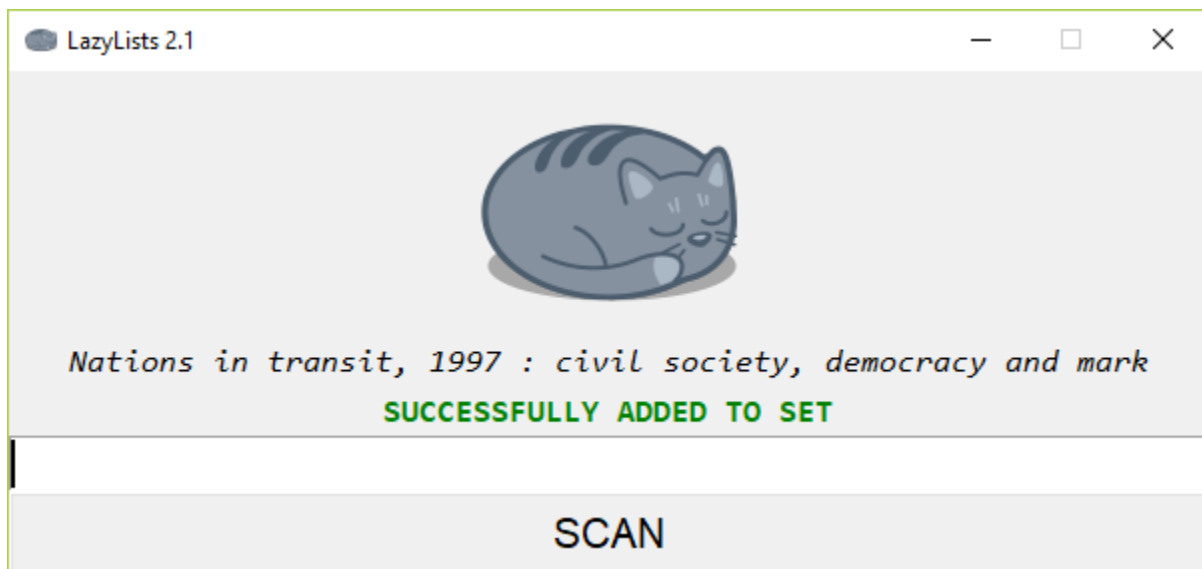 LazyLists 2.1
Nations in transit, 1997 : civil society, democracy and mark
SUCCESSFULLY ADDED TO SET
SCAN